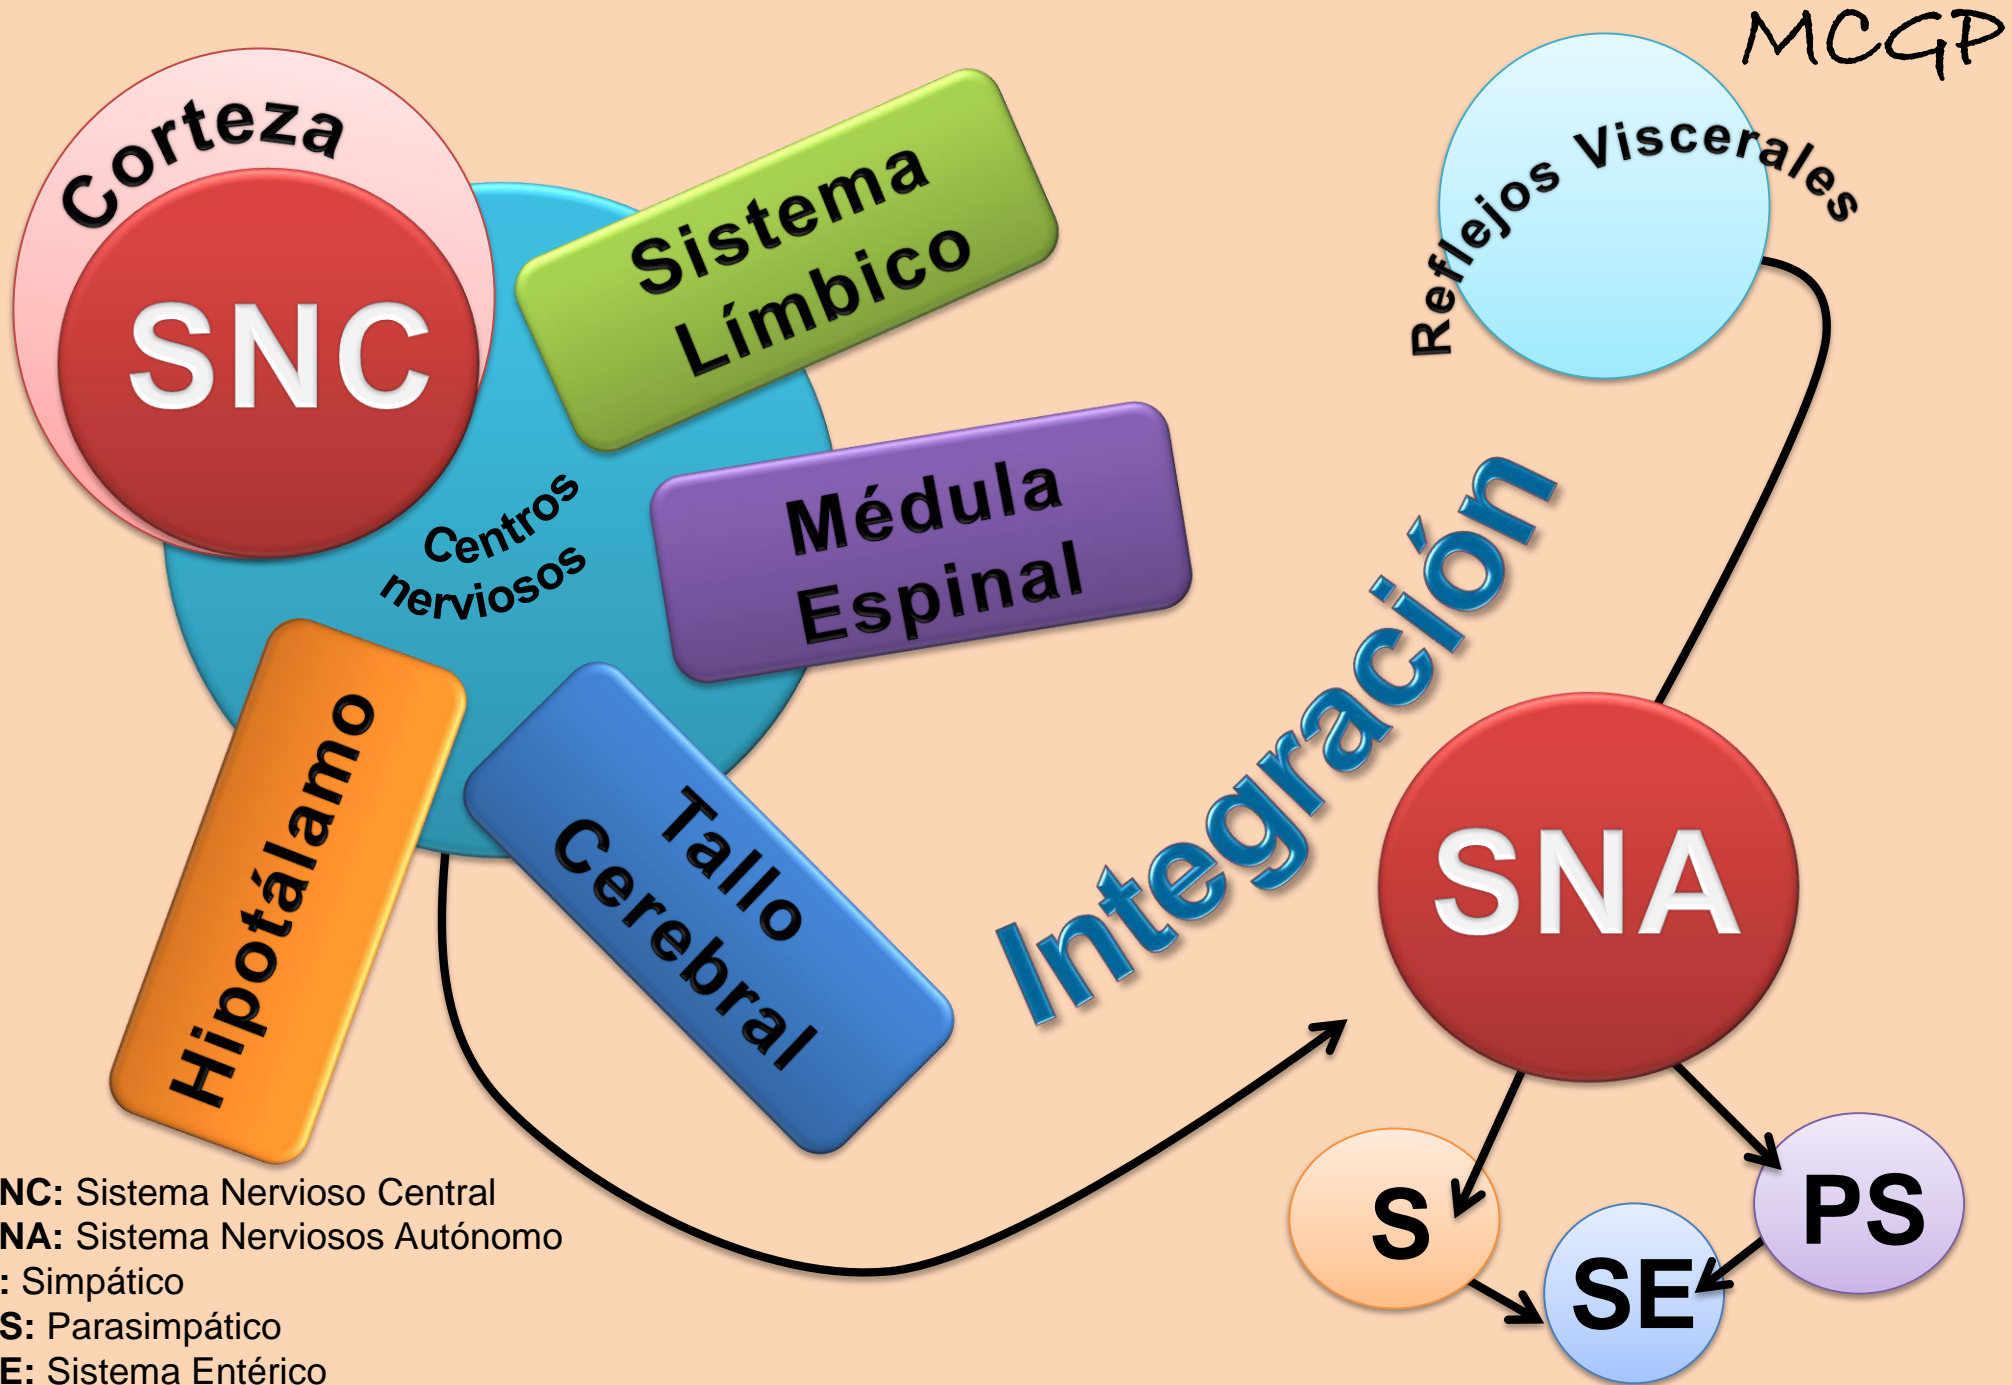 MCGP
Corteza
SNC
Sistema
Límbico
Centros
nerviosos
Médula
Espinal
Hipotálamo
Tallo
Cerebral
Integración
Reflejos Viscerales
SNA
S
PS
SE
NC: Sistema Nervioso Central
NA: Sistema Nerviosos Autónomo
: Simpático
S: Parasimpático
E: Sistema Entérico